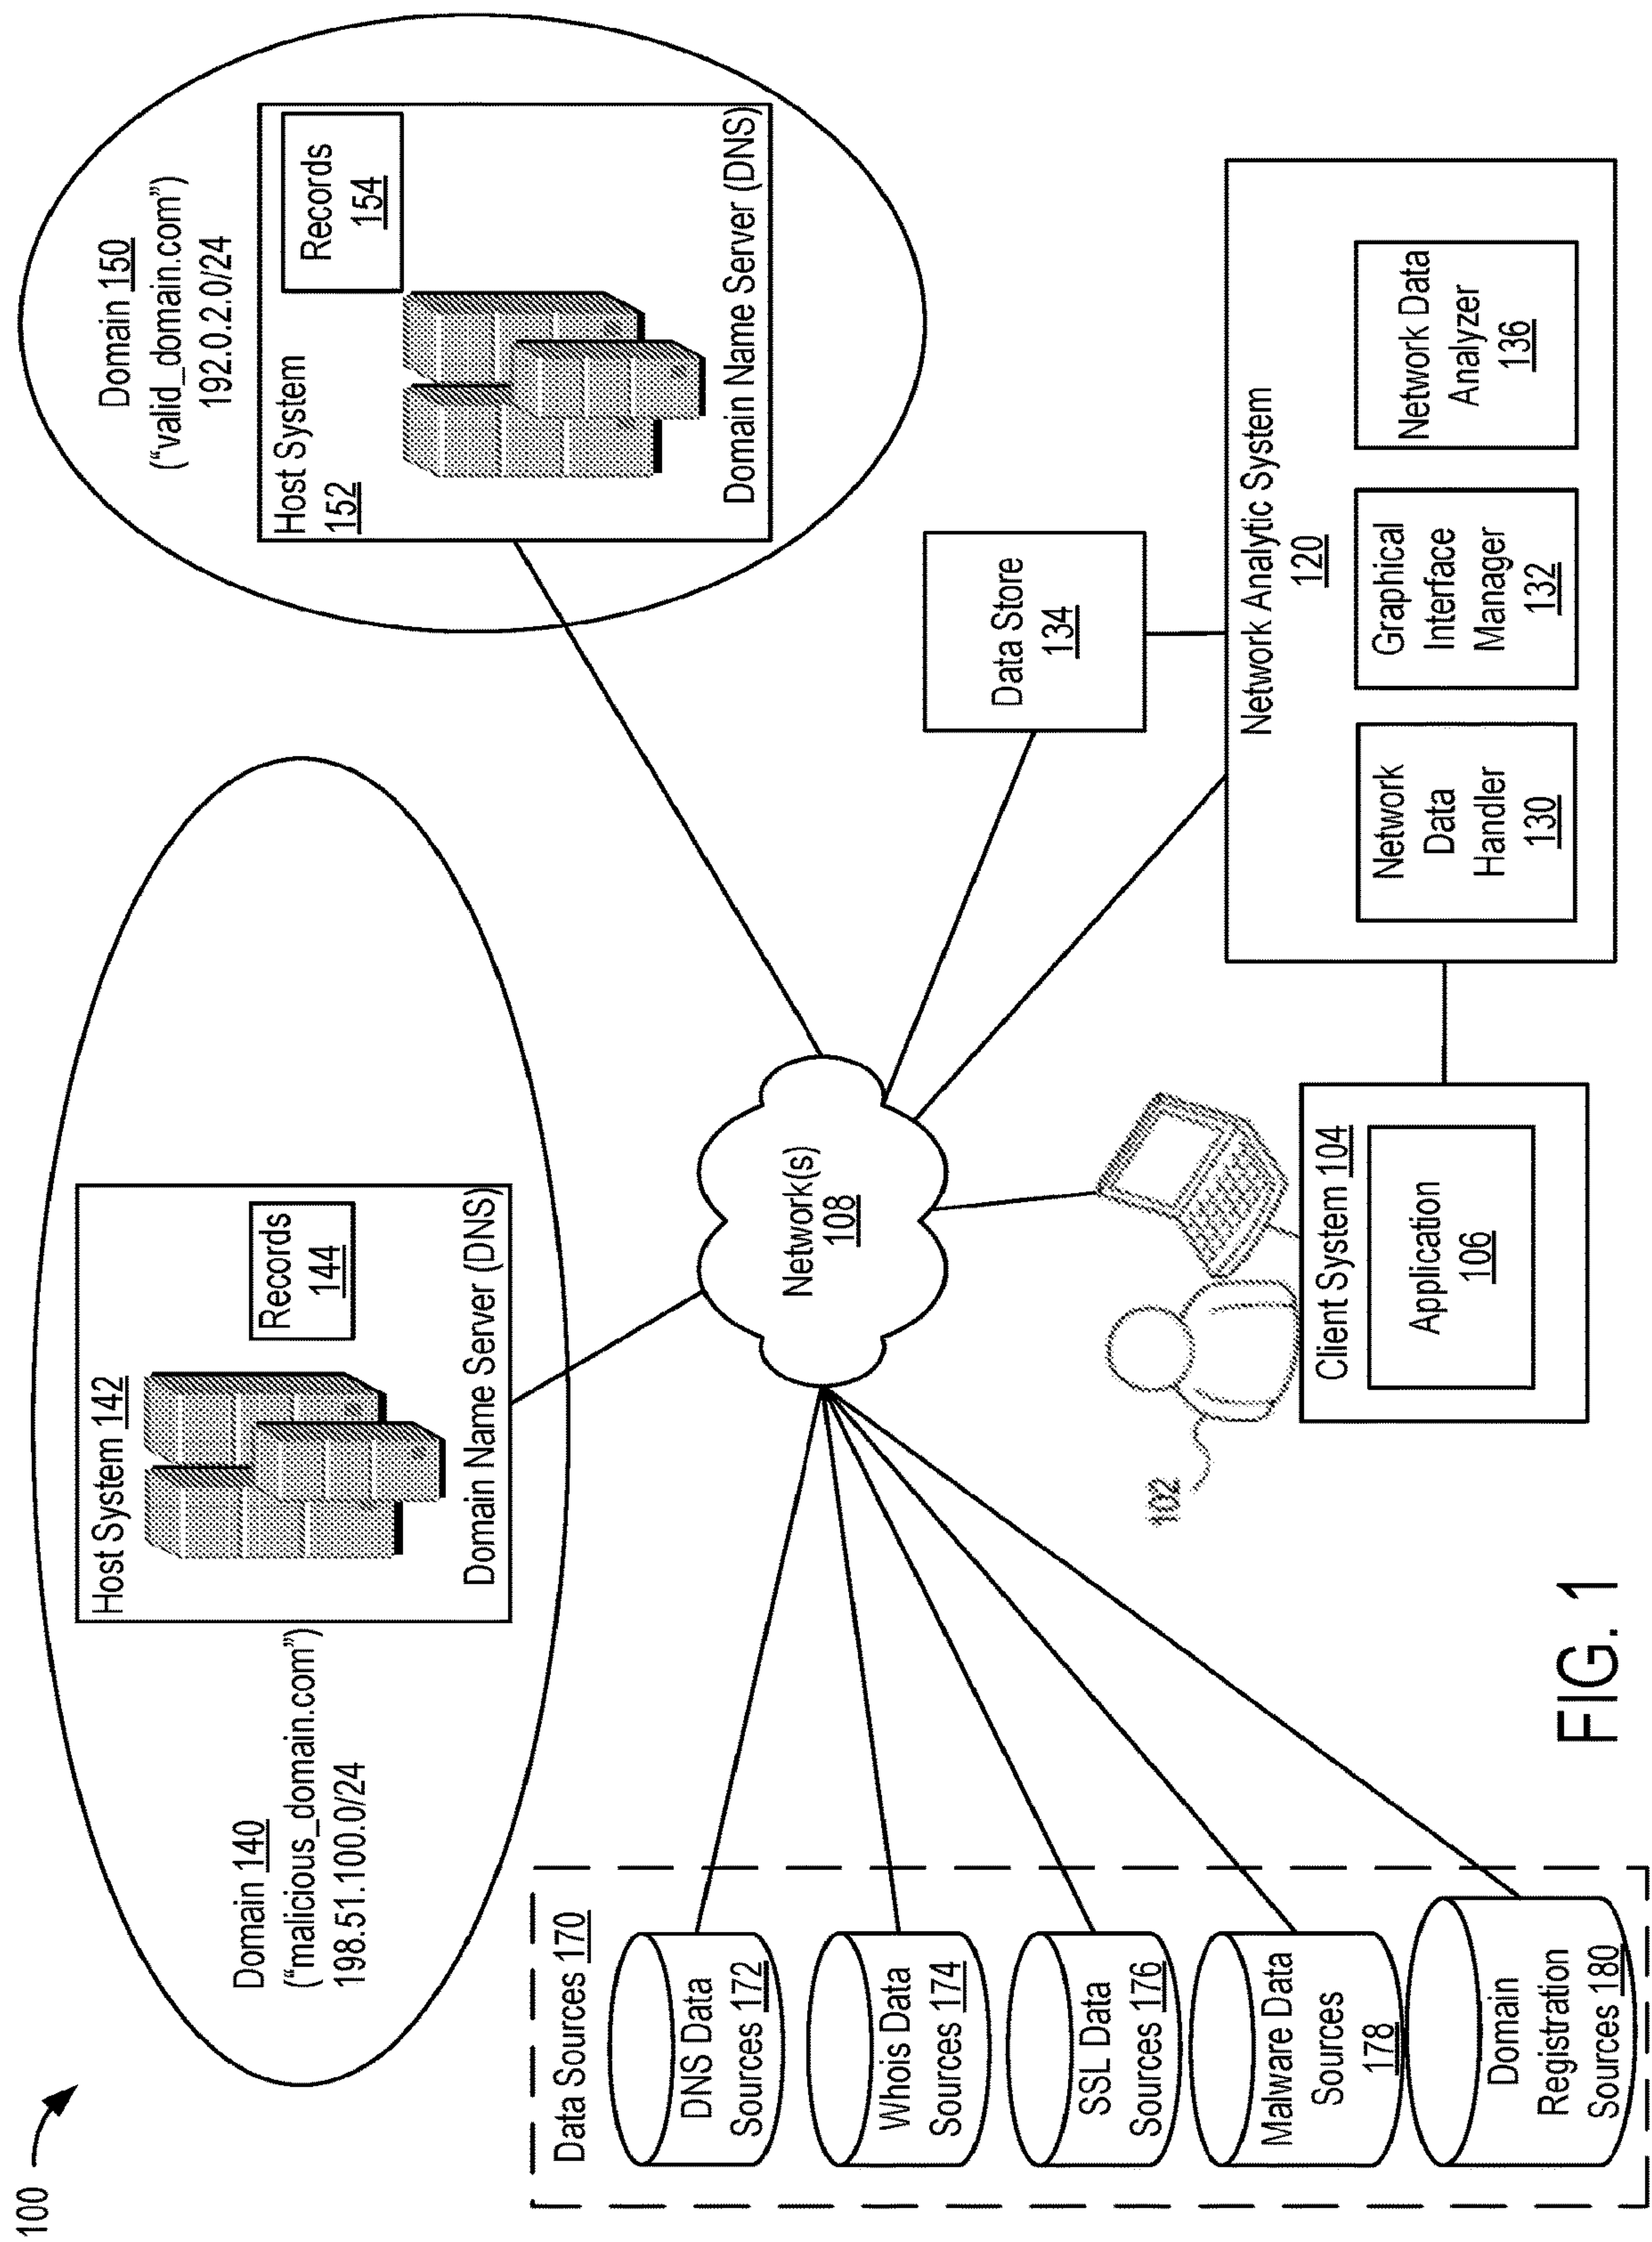 100
Domain 140
("malicious_domain.com")
198.51.100.0/24
Host System 142
Records
144
Domain Name Server (DNS)
Domain 150
("valid_domain.com")
192.0.2.0/24
Host System
152
Records
154
Domain Name Server (DNS)
Data Sources 170
DNS Data
Sources 172
Whois Data
Sources 174
SSL Data
Sources 176
Malware Data
Sources
178
Domain
Registration
Sources 180
Network(s)
108
102
Client System 104
Application
106
Data Store
134
Network Analytic System
120
Network
Data
Handler
130
Graphical
Interface
Manager
132
Network Data
Analyzer
136
FIG. 1